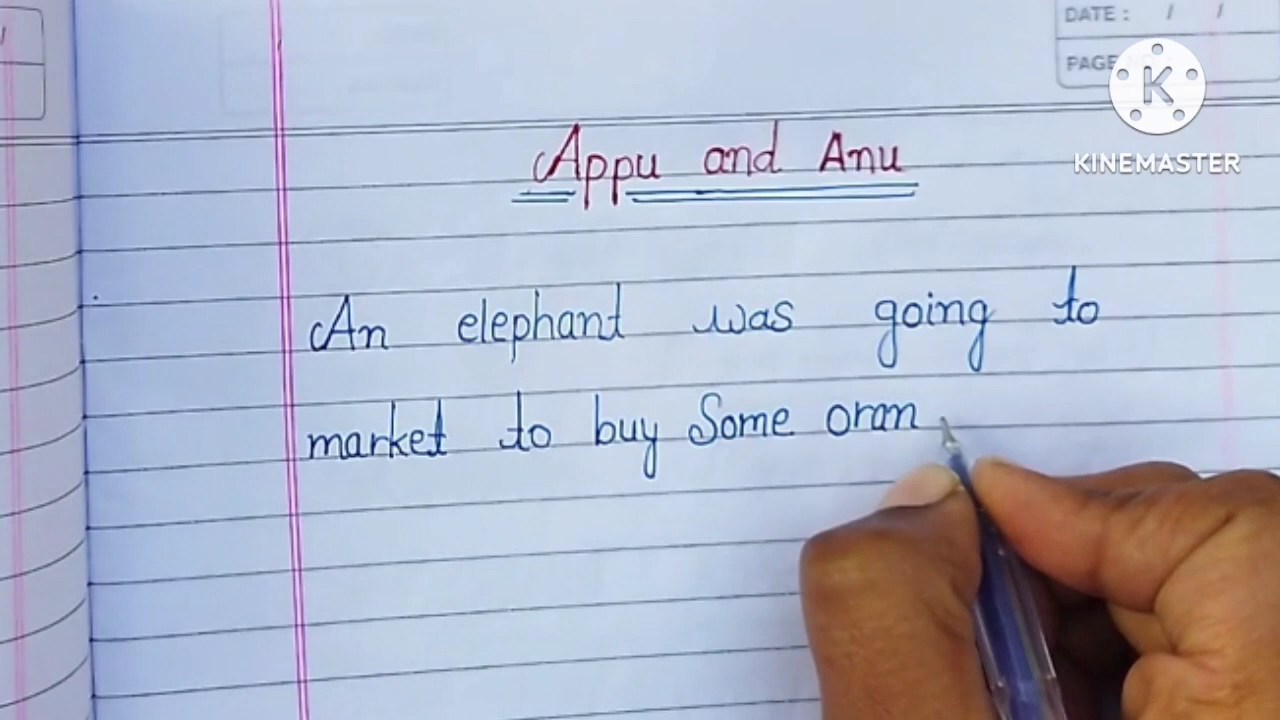 DATE : / /
PAGE
KINEMASTER
Appu and Anu
An elephant was going to
market to buy Some oran